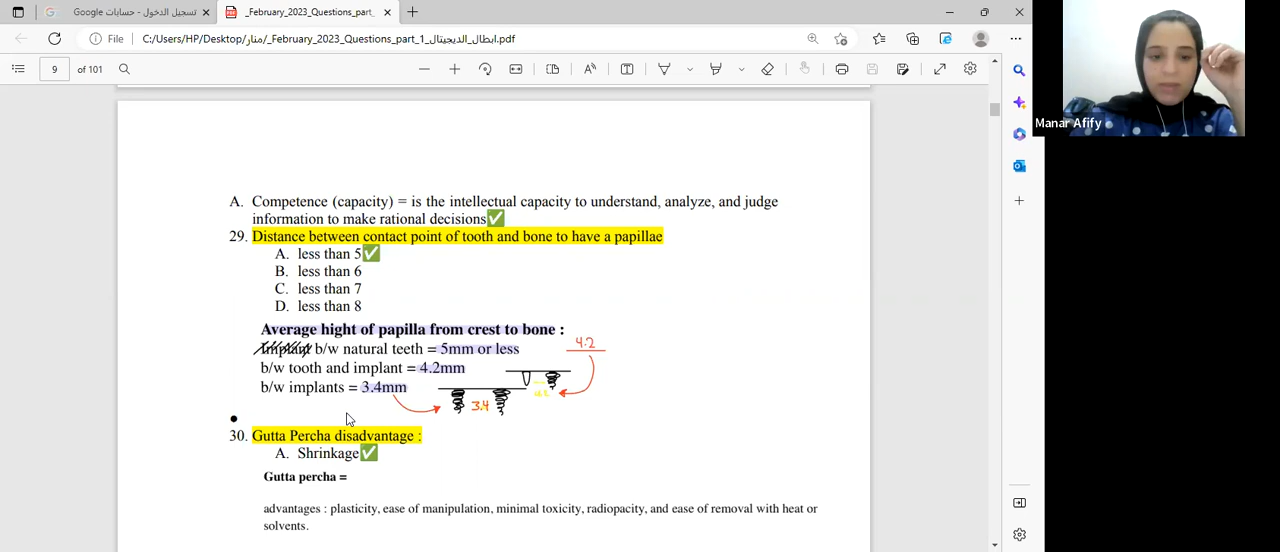 تسجيل الدخول - حسابات Google
_February_2023_Questions_part_
File
C:/Users/HP/Desktop/منار/_February_2023_Questions_part_1_ابطال_الديجيتال.pdf
9 of 101
Manar Afify
A. Competence (capacity) = is the intellectual capacity to understand, analyze, and judge
information to make rational decisions✅
29. Distance between contact point of tooth and bone to have a papillae
A. less than 5✅
B. less than 6
C. less than 7
D. less than 8
Average hight of papilla from crest to bone :
Implant b/w natural teeth = 5mm or less
4.2
b/w tooth and implant = 4.2mm
b/w implants = 3.4mm
4.2
3.4
30. Gutta Percha disadvantage :
A. Shrinkage✅
Gutta percha =
advantages : plasticity, ease of manipulation, minimal toxicity, radiopacity, and ease of removal with heat or
solvents.